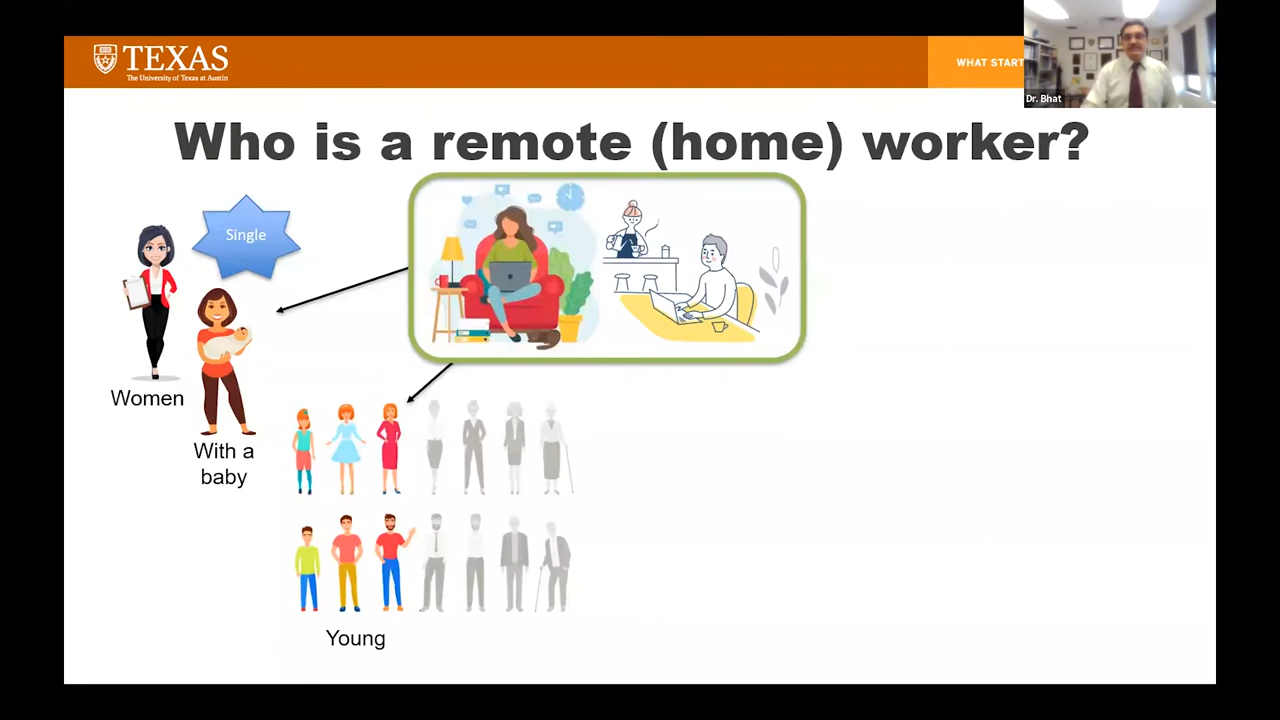 TEXAS
The University of Texas at Austin
WHAT START
Dr. Bhat
Who is a remote (home) worker?
Single
Women
With a
baby
Young